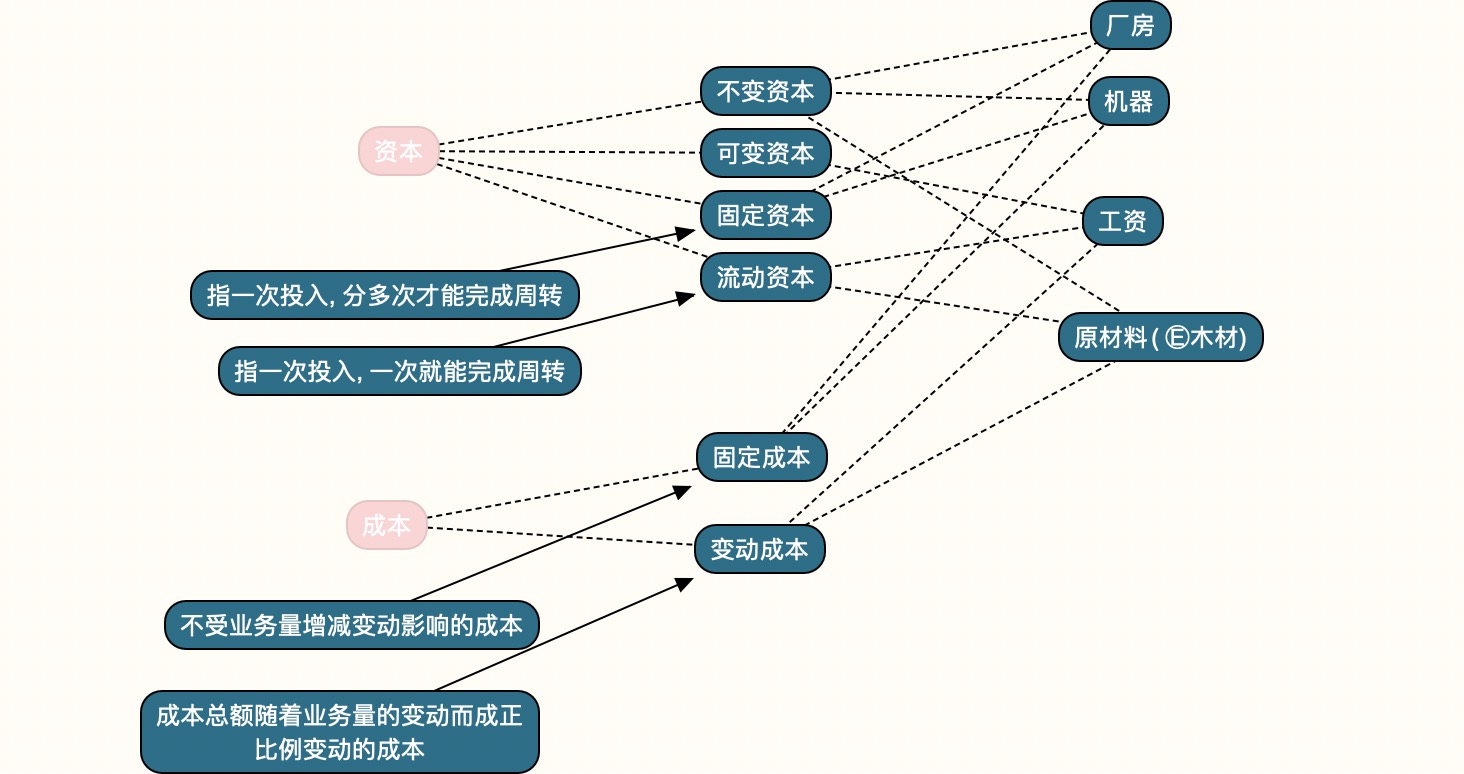 厂房
不变资本
机器
资本
可变资本
固定资本
工资
流动资本
指一次投入, 分多次才能完成周转
原材料 ( Ⓔ木材)
指一次投入, 一次就能完成周转
固定成本
成本
变动成本
不受业务量增减变动影响的成本
成本总额随着业务量的变动而成正
比例变动的成本